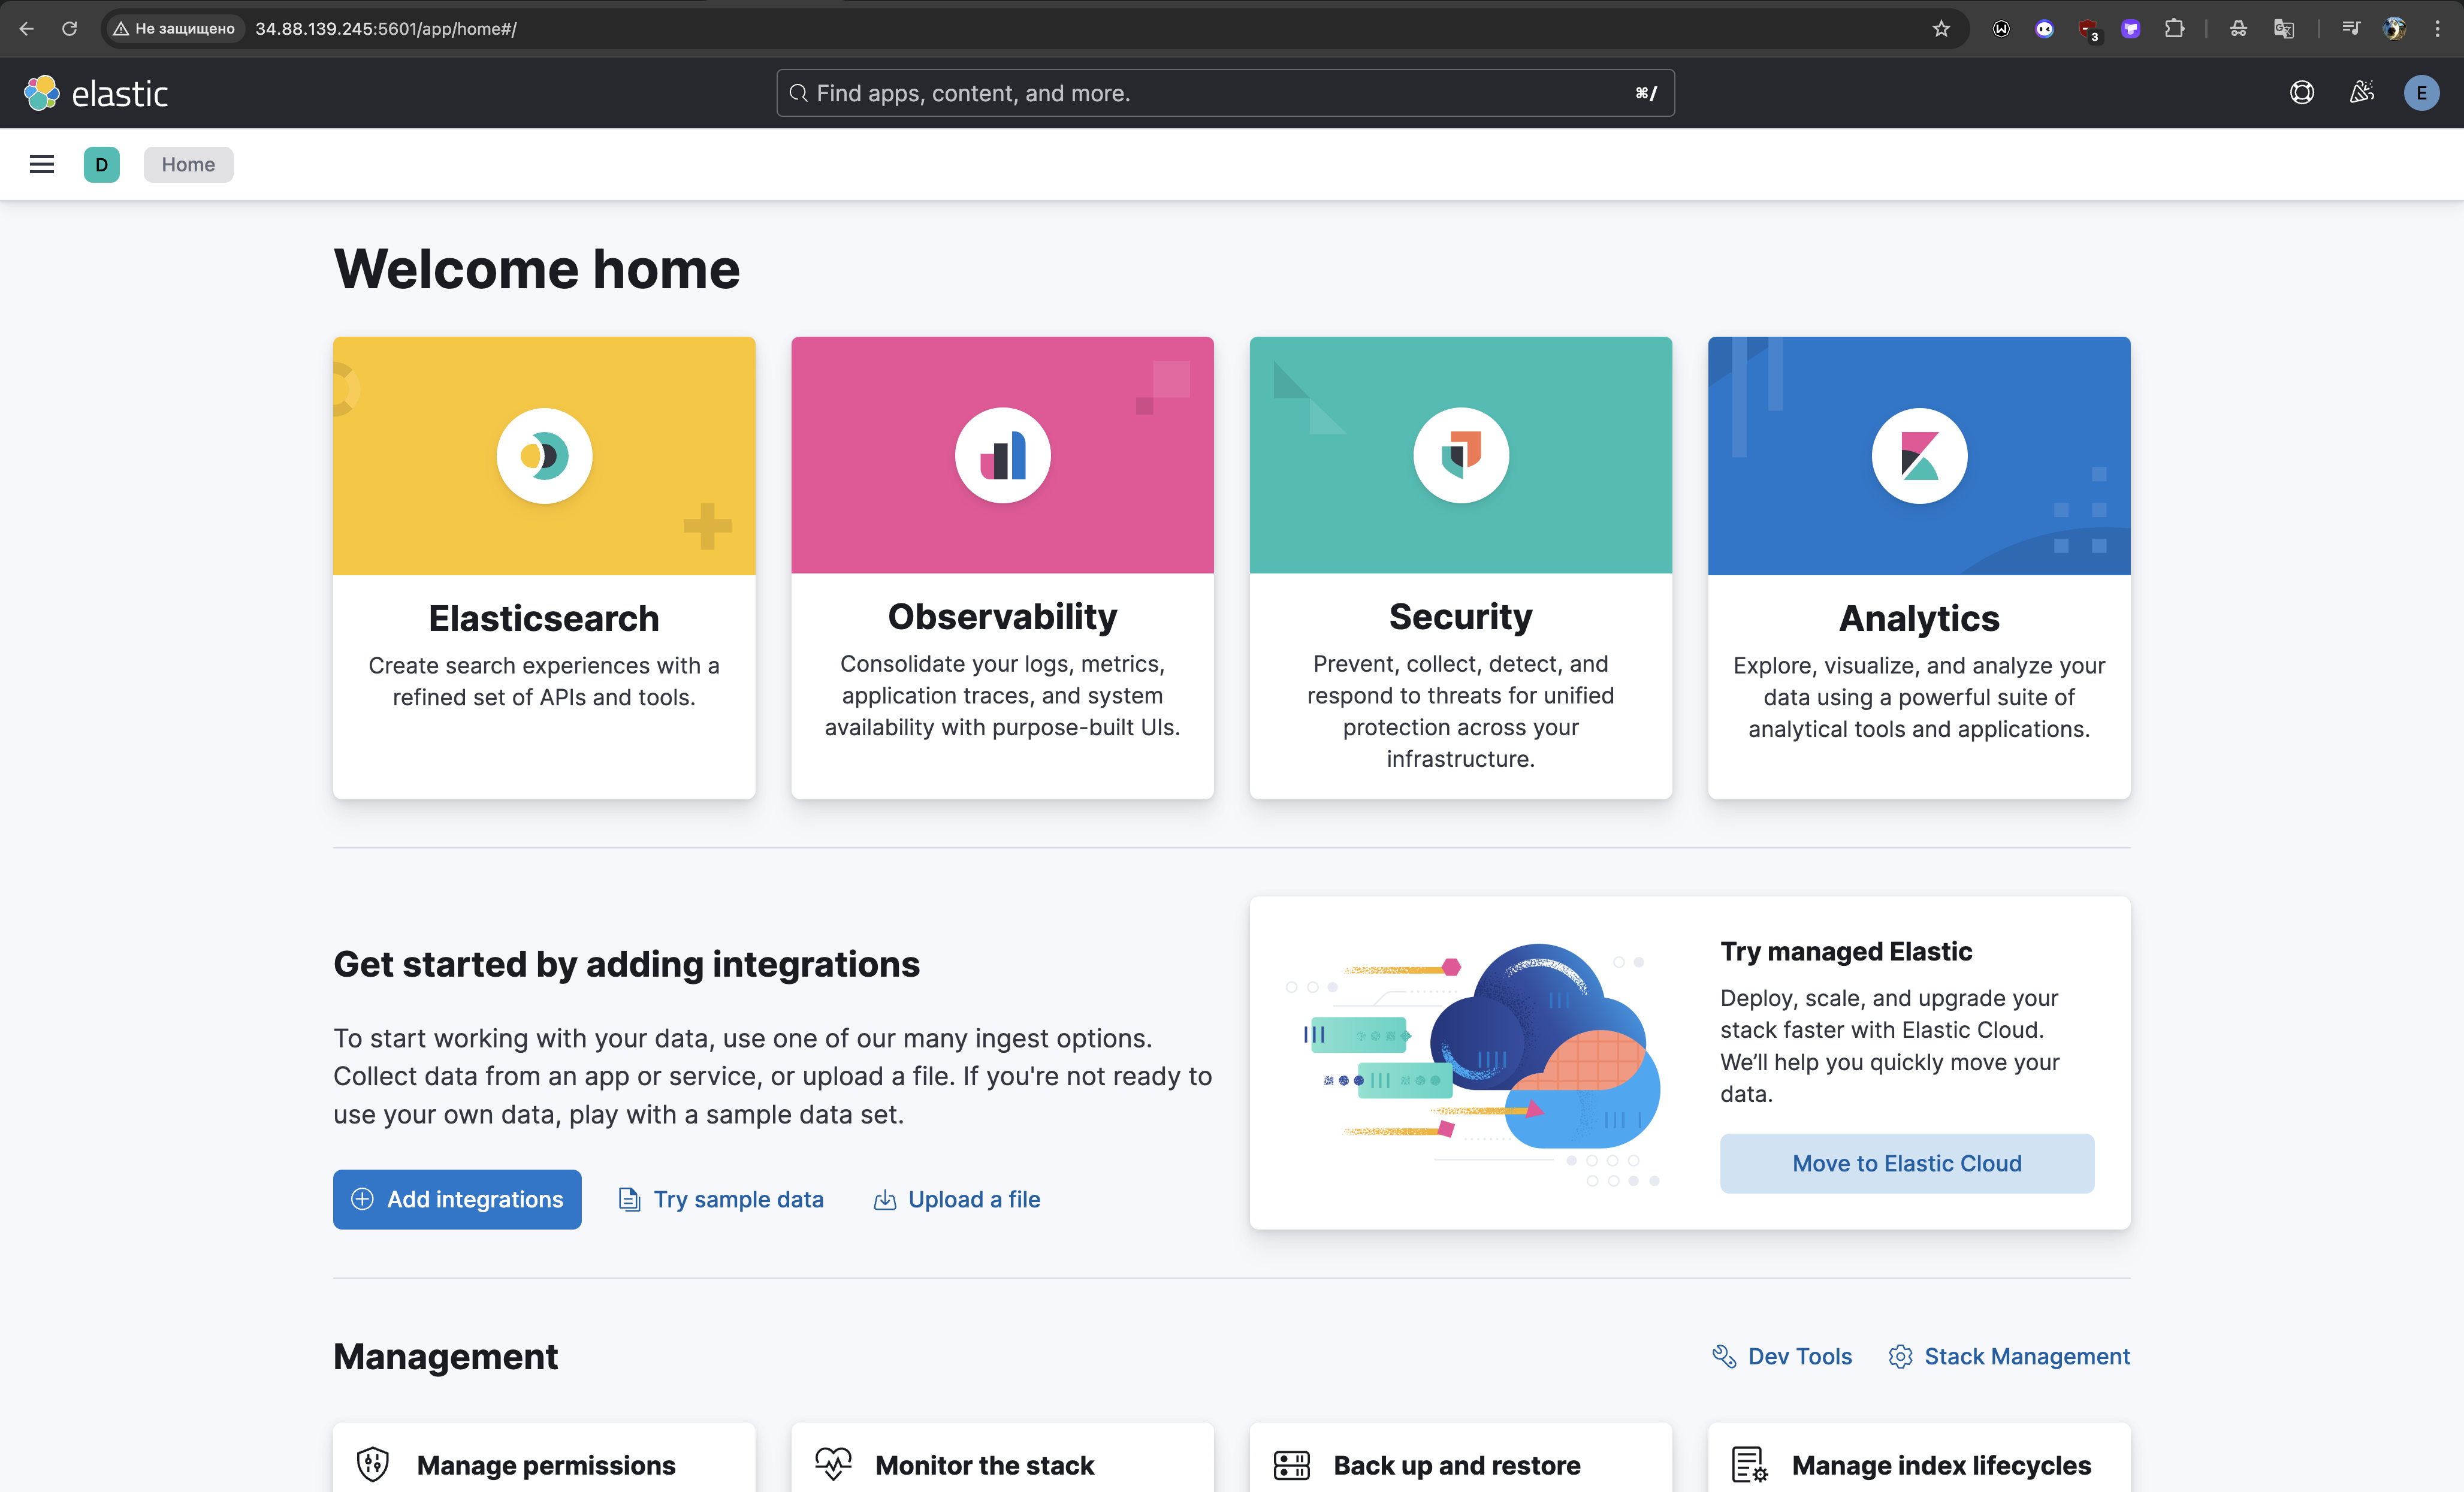 Не защищено 34.88.139.245:5601/app/home#/
3
elastic
Find apps, content, and more.
⌘/
E
D
Home
Welcome home
Elasticsearch
Create search experiences with a
refined set of APIs and tools.
Observability
Consolidate your logs, metrics,
application traces, and system
availability with purpose-built UIs.
Security
Prevent, collect, detect, and
respond to threats for unified
protection across your
infrastructure.
Analytics
Explore, visualize, and analyze your
data using a powerful suite of
analytical tools and applications.
Get started by adding integrations
To start working with your data, use one of our many ingest options.
Collect data from an app or service, or upload a file. If you're not ready to
use your own data, play with a sample data set.
Add integrations
Try sample data
Upload a file
Try managed Elastic
Deploy, scale, and upgrade your
stack faster with Elastic Cloud.
We’ll help you quickly move your
data.
Move to Elastic Cloud
Management
Dev Tools
Stack Management
Manage permissions
Monitor the stack
Back up and restore
Manage index lifecycles